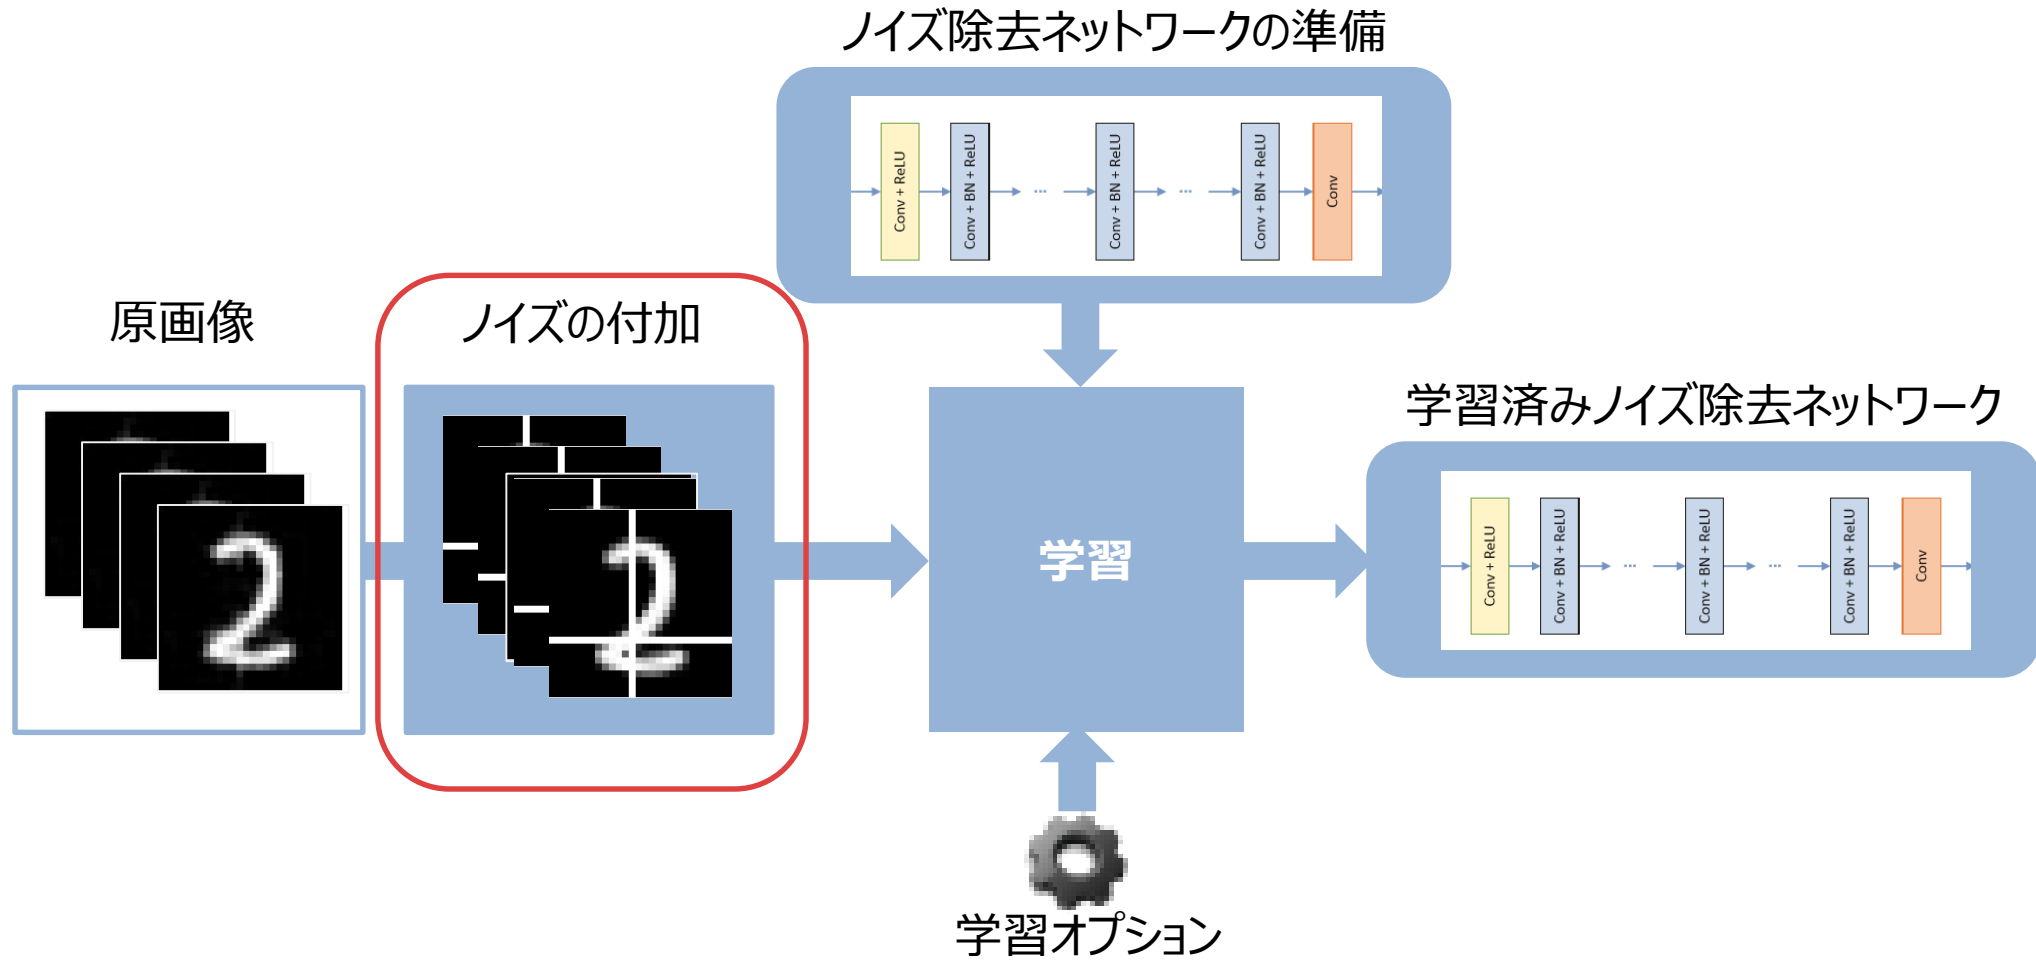 ノイズ除去ネットワークの準備
Conv + ReLU
Conv + BN + ReLU
...
Conv + BN + ReLU
...
Conv + BN + ReLU
Conv
原画像
ノイズの付加
2
2
学習
学習済みノイズ除去ネットワーク
Conv + ReLU
Conv + BN + ReLU
...
Conv + BN + ReLU
...
Conv + BN + ReLU
Conv
学習オプション